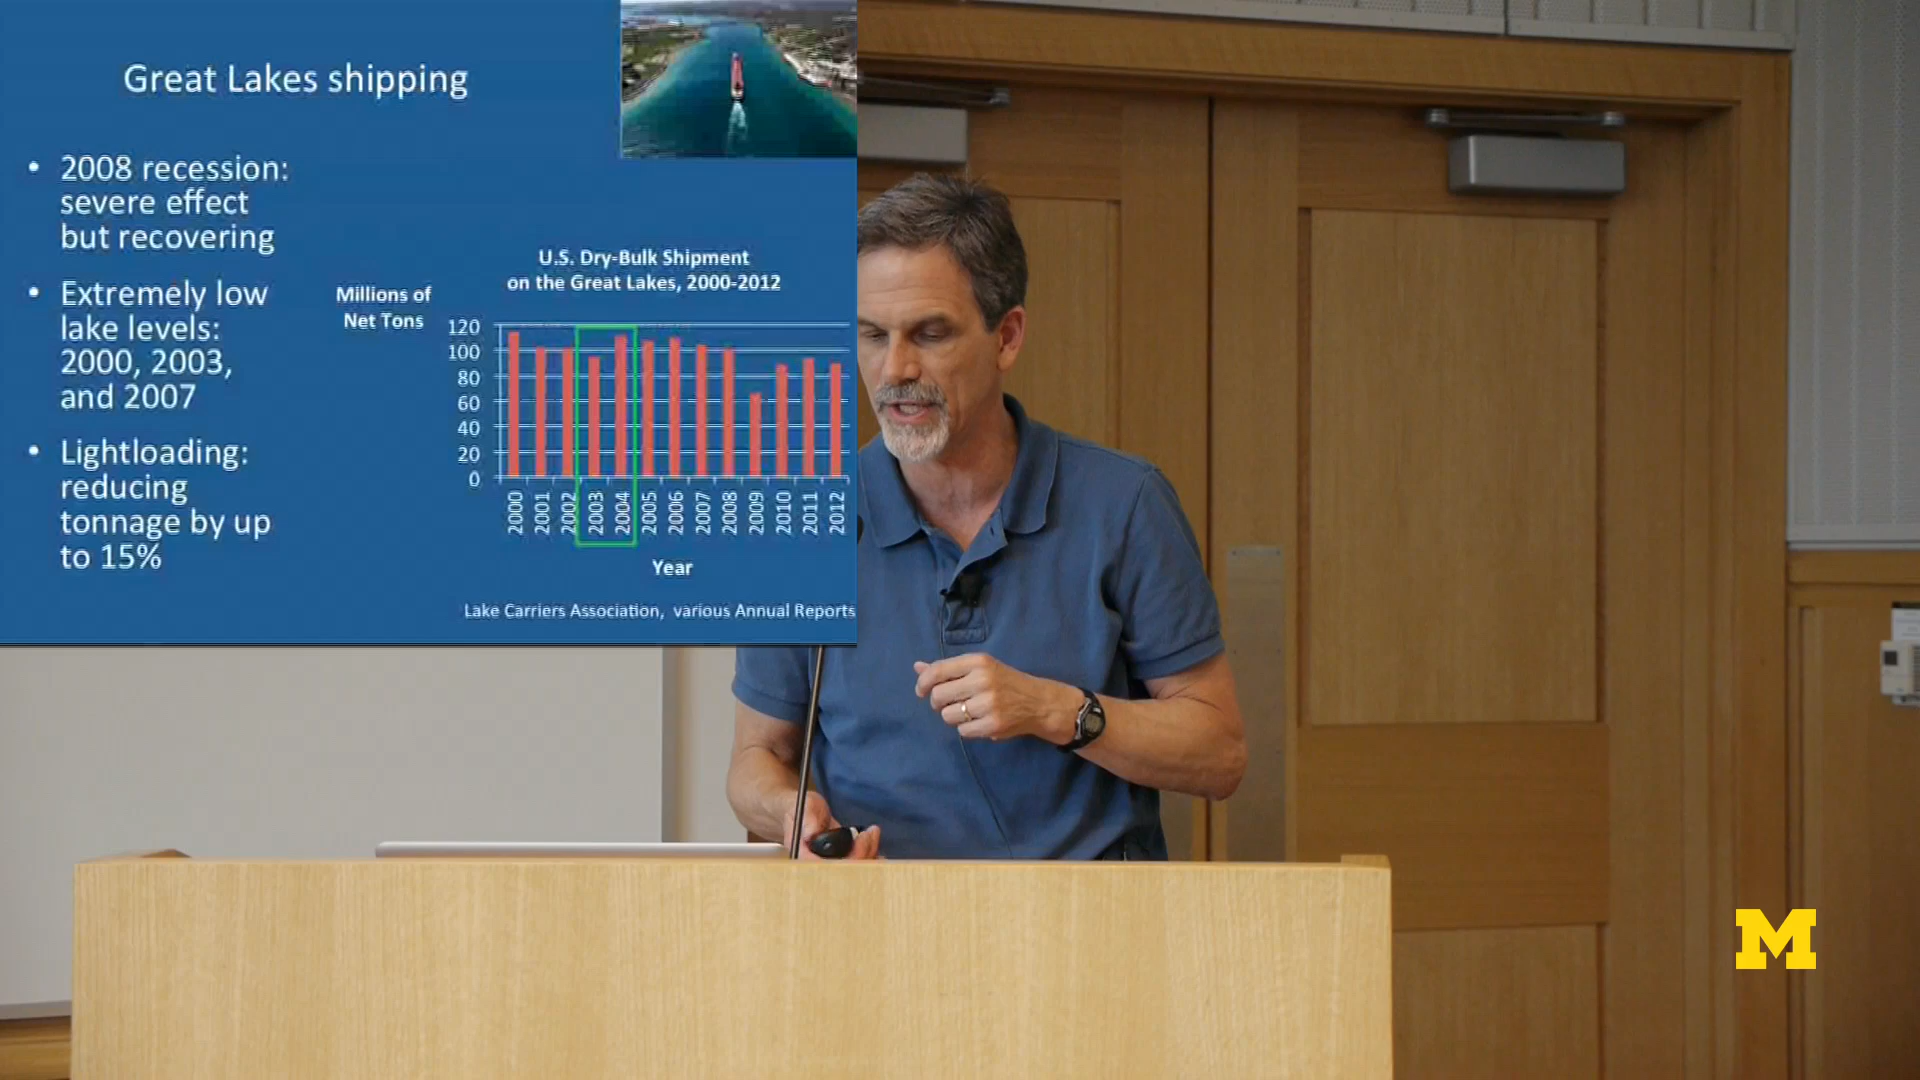 Great Lakes shipping
• 2008 recession:
severe effect
but recovering
• Extremely low
lake levels:
2000, 2003,
and 2007
• Lightloading:
reducing
tonnage by up
to 15%
U.S. Dry-Bulk Shipment
on the Great Lakes, 2000-2012
Millions of
Net Tons
120
100
80
60
40
20
0
2000 2001 2002 2003 2004 2005 2006 2007 2008 2009 2010 2011 2012
Year
Lake Carriers Association, various Annual Reports
M